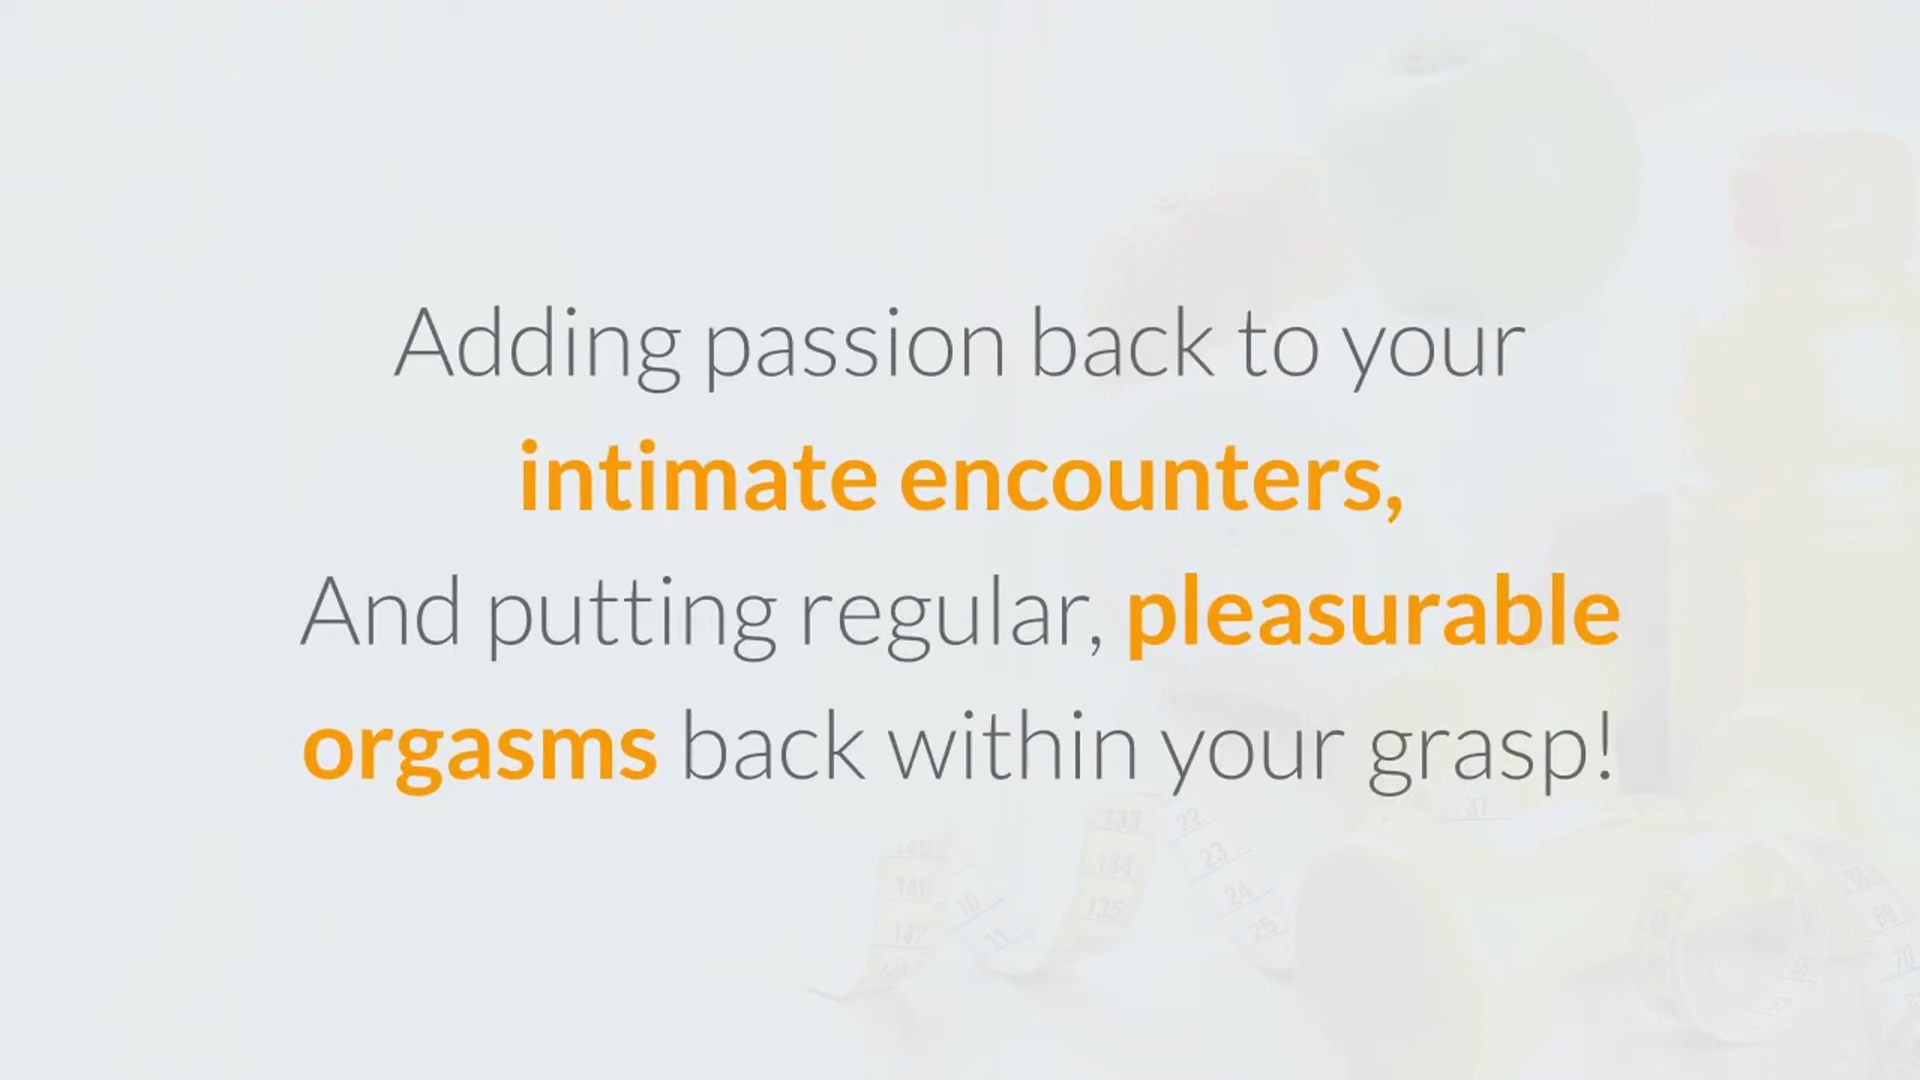 Adding passion back to your
intimate encounters,
And putting regular, pleasurable
orgasms back within your grasp!